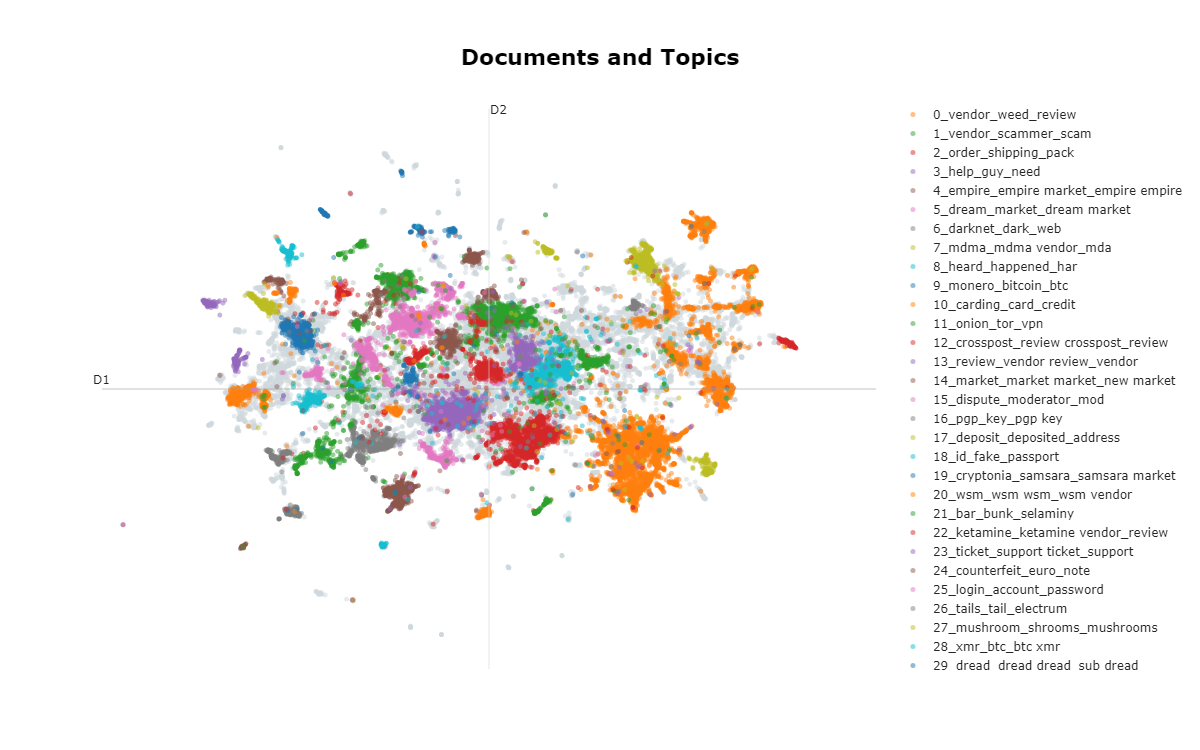 Documents and Topics
D2
D1
0_vendor_weed_review
1_vendor_scammer_scam
2_order_shipping_pack
3_help_guy_need
4_empire_empire market_empire empire
5_dream_market_dream market
6_darknet_dark_web
7_mdma_mdma vendor_mda
8_heard_happened_har
9_monero_bitcoin_btc
10_carding_card_credit
11_onion_tor_vpn
12_crosspost_review crosspost_review
13_review_vendor review_vendor
14_market_market market_new market
15_dispute_moderator_mod
16_pgp_key_pgp key
17_deposit_deposited_address
18_id_fake_passport
19_cryptonia_samsara_samsara market
20_wsm_wsm wsm_wsm vendor
21_bar_bunk_selaminy
22_ketamine_ketamine vendor_review
23_ticket_support ticket_support
24_counterfeit_euro_note
25_login_account_password
26_tails_tail_electrum
27_mushroom_shrooms_mushrooms
28_xmr_btc_btc xmr
29_dread_dread dread_sub dread